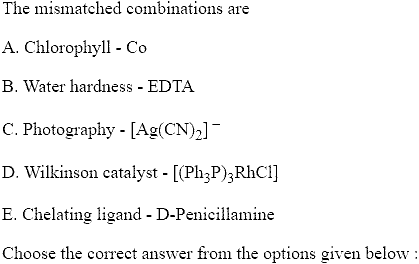 The mismatched combinations are
A. Chlorophyll - Co
B. Water hardness - EDTA
C. Photography - [Ag(CN)₂]⁻
D. Wilkinson catalyst - [(Ph₃P)₃RhCl]
E. Chelating ligand - D-Penicillamine
Choose the correct answer from the options given below :